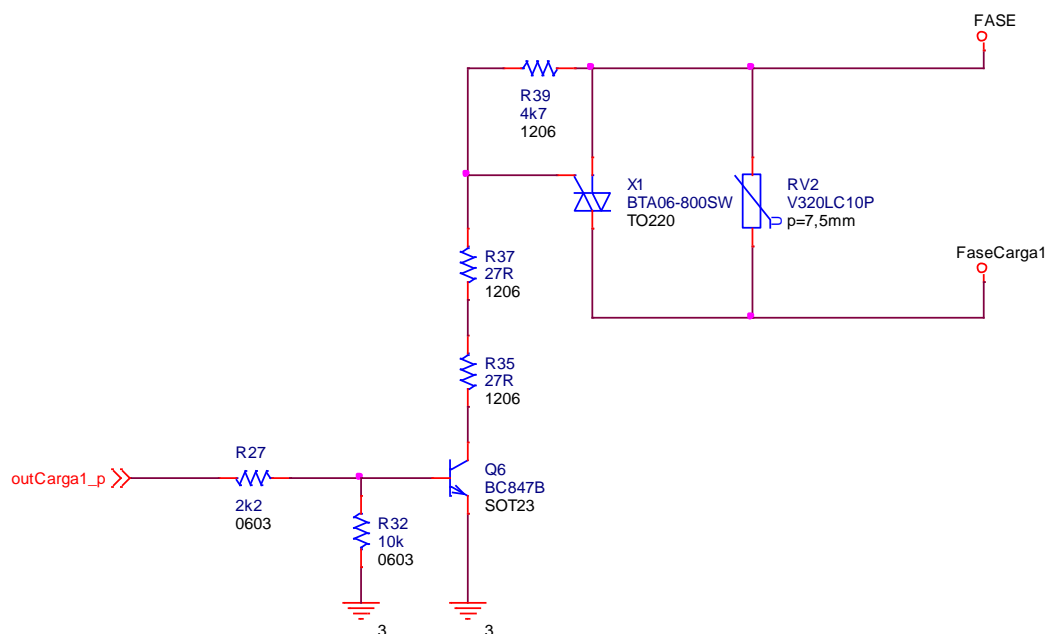 FASE
R39
4k7
1206
X1
BTA06-800SW
TO220
RV2
V320LC10P
p=7,5mm
U
R37
27R
1206
FaseCarga1
R35
27R
1206
R27
outCarga1_p
2k2
0603
Q6
BC847B
SOT23
R32
10k
0603
3
3